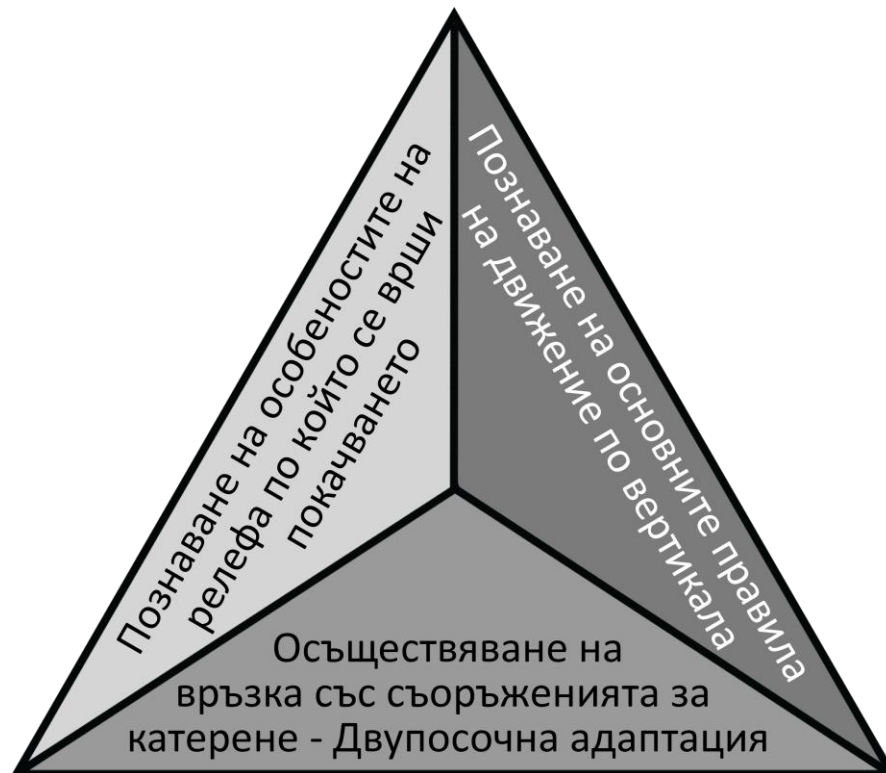 Познаване на особеностите на
релефа по който се врши
покачването
Познаване на основните правила
на движение по вертикала
Осъществяване на
връзка със съоръженията за
катерене - Двупосочна адаптация